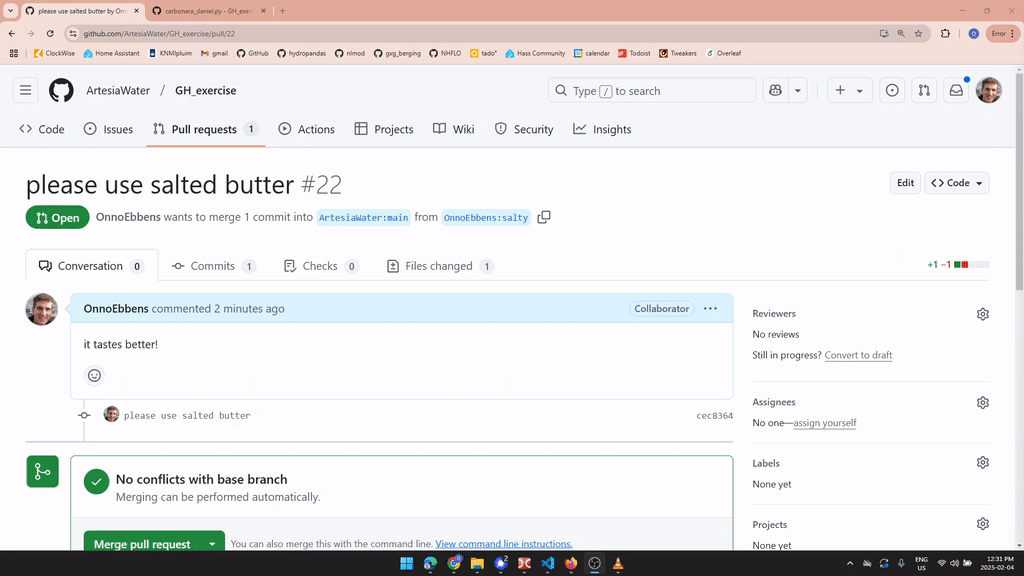 please use salted butter by Onno
carbonara_daniel.py - GH_exer
github.com/ArtesiaWater/GH_exercise/pull/22
Error
ClockWise Home Assistant KNMIpluim gmail GitHub hydropandas nlmod gxg_berging NHFLO tado° Hass Community calendar Todoist Tweakers Overleaf
ArtesiaWater / GH_exercise
Type / to search
Code Issues Pull requests 1 Actions Projects Wiki Security Insights
please use salted butter #22
Edit <> Code
Open OnnoEbbens wants to merge 1 commit into ArtesiaWater:main from OnnoEbbens:salty
Conversation 0 Commits 1 Checks 0 Files changed 1
+1 −1
OnnoEbbens commented 2 minutes ago
Collaborator
it tastes better!
please use salted butter
cec8364
No conflicts with base branch
Merging can be performed automatically.
Merge pull request
You can also merge this with the command line. View command line instructions.
Reviewers
No reviews
Still in progress? Convert to draft
Assignees
No one—assign yourself
Labels
None yet
Projects
None yet
ENG
US
12:31 PM
2025-02-04